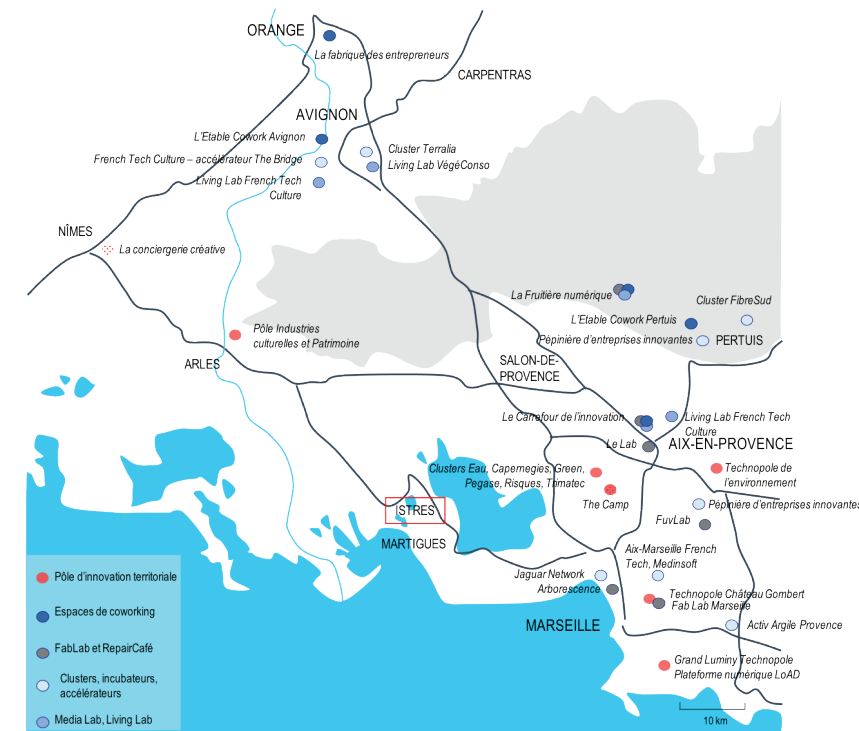 ORANGE
La fabrique des entrepreneurs
CARPENTRAS
AVIGNON
L'Etable Cowork Avignon
Cluster Terralia
French Tech Culture – accélérateur The Bridge
Living Lab VégéConso
Living Lab French Tech
Culture
NÎMES
La conciergerie créative
La Fruitière numérique
Cluster FibreSud
L'Etable Cowork Pertuis
Pôle Industries
culturelles et Patrimoine
Pépinière d'entreprises innovantes
PERTUIS
ARLES
SALON-DE-
PROVENCE
Le Carrefour de l'innovation
Living Lab French Tech
Culture
Le Lab
AIX-EN-PROVENCE
Clusters Eau, Capenergies, Green,
Pegase, Risques, Trimatec
Technopole de
l'environnement
The Camp
Pépinière d'entreprises innovantes
ISTRES
FuvLab
MARTIGUES
Aix-Marseille French
Tech, Medinsoft
Jaguar Network
Arborescence
Technopole Château Gombert
Fab Lab Marseille
MARSEILLE
Activ Argile Provence
Grand Luminy Technopole
Plateforme numérique LoAD
10 km
Pôle d'innovation territoriale
Espaces de coworking
FabLab et RepairCafé
Clusters, incubateurs,
accélérateurs
Media Lab, Living Lab